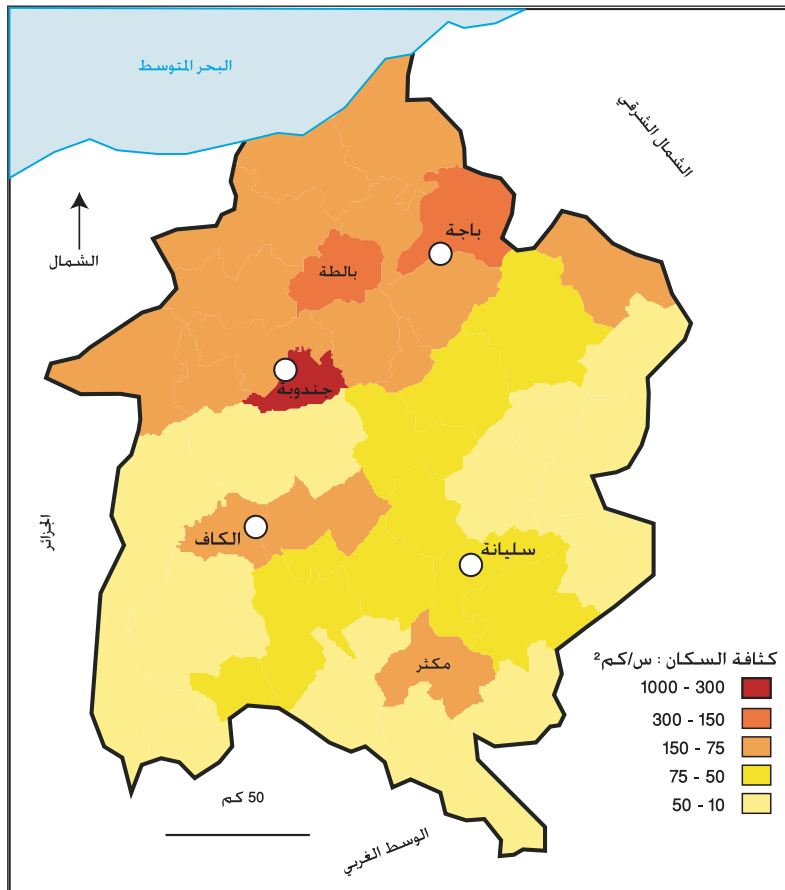 البحر المتوسط
الشمال الشرقي
باجة
الشمال
بالطة
جندوبة
الجزائر
الكاف
سليانة
مكثر
كثافة السكان : س/كم²
300 - 1000
150 - 300
75 - 150
50 - 75
10 - 50
50 كم
الوسط الغربي